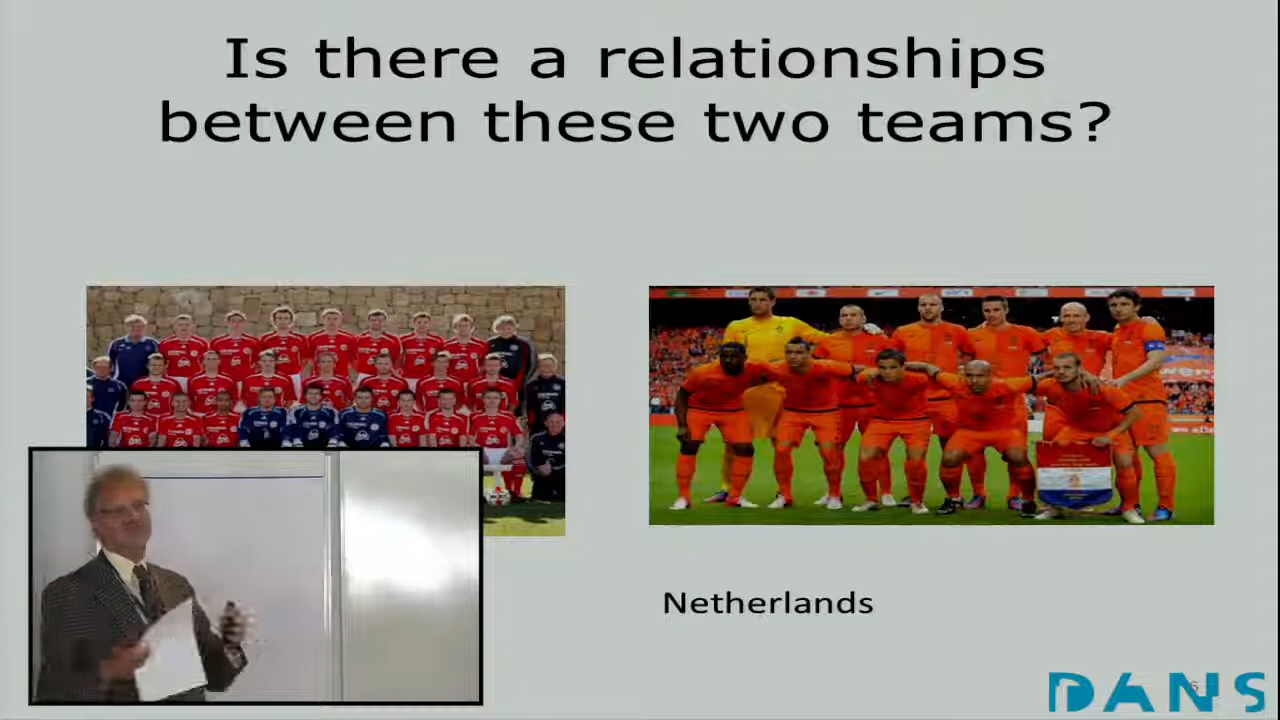 Is there a relationships
between these two teams?
Netherlands
DANS